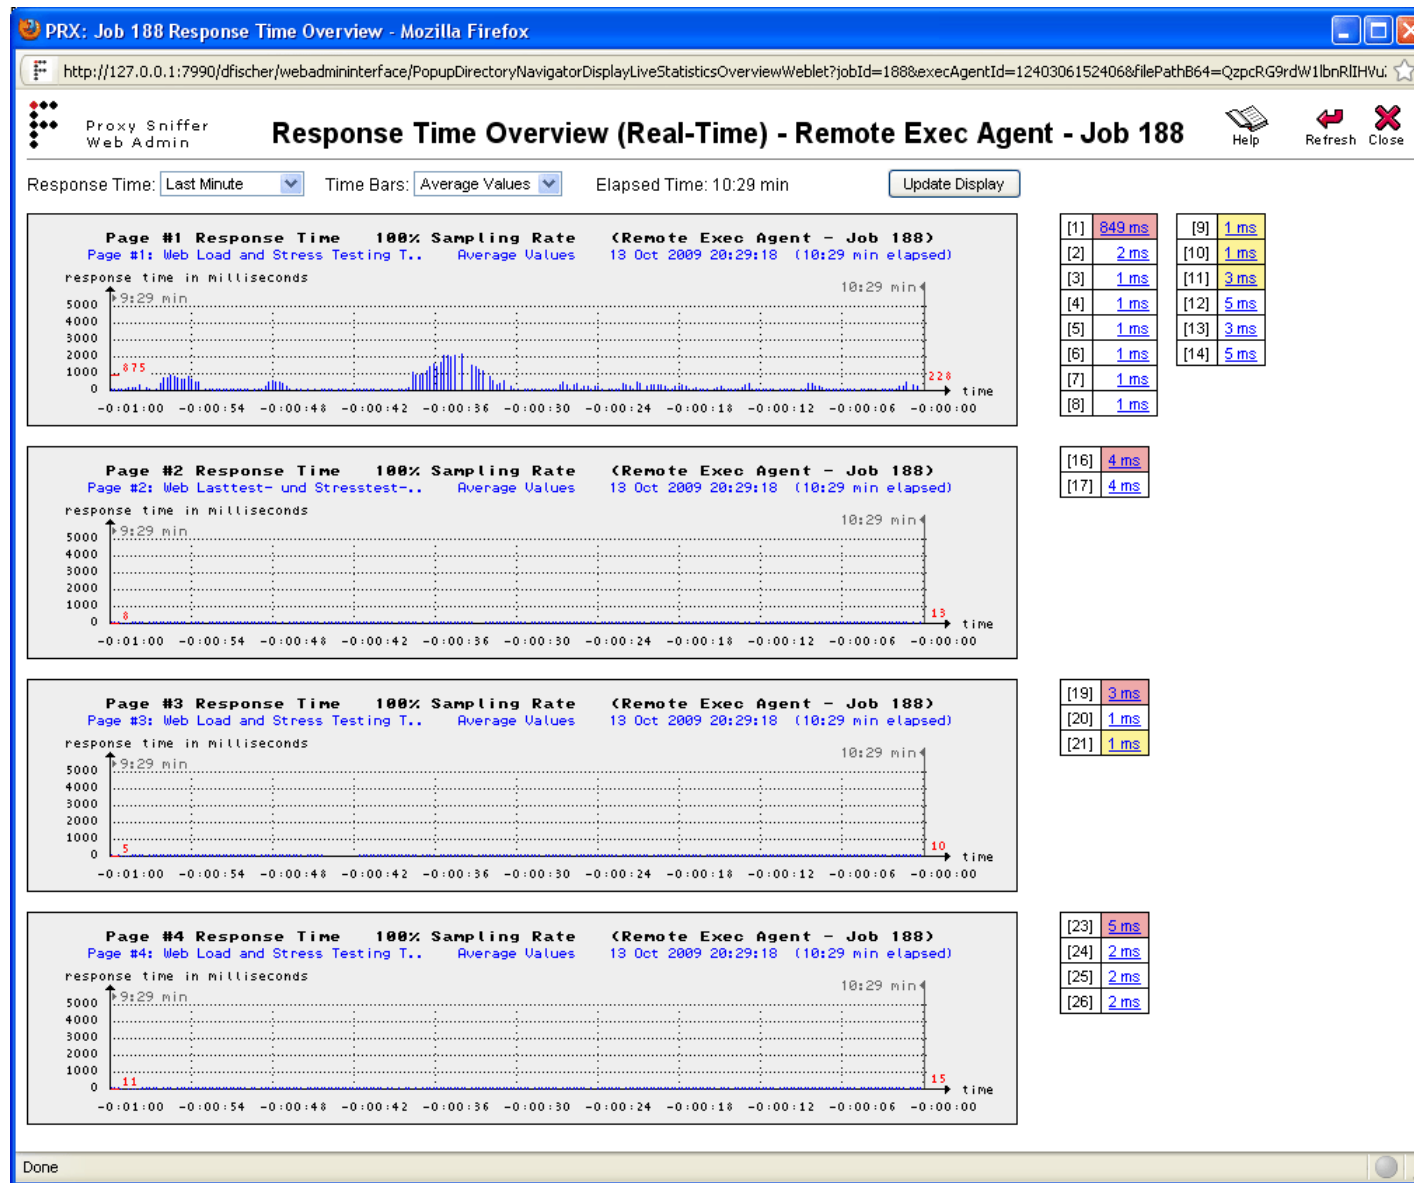 PRX: Job 188 Response Time Overview - Mozilla Firefox
http://127.0.0.1:7990/dfischer/webadmininterface/PopupDirectoryNavigatorDisplayLiveStatisticsOverviewWeblet?jobId=188&execAgentId=1240306152406&filePathB64=QzpcRG9rdW1lbnRlIHVu
Proxy Sniffer
Web Admin
Response Time Overview (Real-Time) - Remote Exec Agent - Job 188
Help
Refresh
Close
Response Time: Last Minute Time Bars: Average Values Elapsed Time: 10:29 min Update Display
Page #1 Response Time 100% Sampling Rate (Remote Exec Agent - Job 188)
Page #1: Web Load and Stress Testing T.. Average Values 13 Oct 2009 20:29:18 (10:29 min elapsed)
response time in milliseconds
9:29 min
10:29 min
5000
4000
3000
2000
1000
0
875
228
time
-0:01:00 -0:00:54 -0:00:48 -0:00:42 -0:00:36 -0:00:30 -0:00:24 -0:00:18 -0:00:12 -0:00:06 -0:00:00
[1] 849 ms
[2] 2 ms
[3] 1 ms
[4] 1 ms
[5] 1 ms
[6] 1 ms
[7] 1 ms
[8] 1 ms
[9] 1 ms
[10] 1 ms
[11] 3 ms
[12] 5 ms
[13] 3 ms
[14] 5 ms
Page #2 Response Time 100% Sampling Rate (Remote Exec Agent - Job 188)
Page #2: Web Lasttest- und Stresstest-.. Average Values 13 Oct 2009 20:29:18 (10:29 min elapsed)
response time in milliseconds
9:29 min
10:29 min
5000
4000
3000
2000
1000
0
8
13
time
-0:01:00 -0:00:54 -0:00:48 -0:00:42 -0:00:36 -0:00:30 -0:00:24 -0:00:18 -0:00:12 -0:00:06 -0:00:00
[16] 4 ms
[17] 4 ms
Page #3 Response Time 100% Sampling Rate (Remote Exec Agent - Job 188)
Page #3: Web Load and Stress Testing T.. Average Values 13 Oct 2009 20:29:18 (10:29 min elapsed)
response time in milliseconds
9:29 min
10:29 min
5000
4000
3000
2000
1000
0
5
10
time
-0:01:00 -0:00:54 -0:00:48 -0:00:42 -0:00:36 -0:00:30 -0:00:24 -0:00:18 -0:00:12 -0:00:06 -0:00:00
[19] 3 ms
[20] 1 ms
[21] 1 ms
Page #4 Response Time 100% Sampling Rate (Remote Exec Agent - Job 188)
Page #4: Web Load and Stress Testing T.. Average Values 13 Oct 2009 20:29:18 (10:29 min elapsed)
response time in milliseconds
9:29 min
10:29 min
5000
4000
3000
2000
1000
0
11
15
time
-0:01:00 -0:00:54 -0:00:48 -0:00:42 -0:00:36 -0:00:30 -0:00:24 -0:00:18 -0:00:12 -0:00:06 -0:00:00
[23] 5 ms
[24] 2 ms
[25] 2 ms
[26] 2 ms
Done